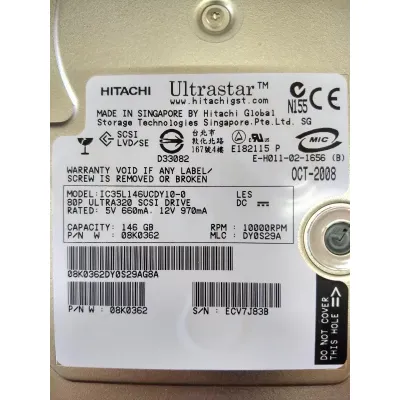 HITACHI Ultrastar™
www.hitachigst.com
N155
MADE IN SINGAPORE BY Hitachi Global
Storage Technologies Singapore.Pte.Ltd. SG
SCSI
LVD/SE
D33082
台北市
敦化北路
167號4樓
E182115 P
MIC
E-H011-02-1656 (B)
WARRANTY VOID IF ANY LABEL/
SCREW IS REMOVED OR BROKEN
OCT-2008
MODEL: IC35L146UCDY10-0
LES
80P ULTRA320 SCSI DRIVE
DC
RATED: 5V 660mA. 12V 970mA
CAPACITY: 146 GB
RPM : 10000RPM
P/N W : 08K0362
MLC : DY0S29A
08K0362DY0S29AG8A
P/N W : 08K0362
S/N : ECV7J83B
DO NOT COVER
THIS HOLE ==>